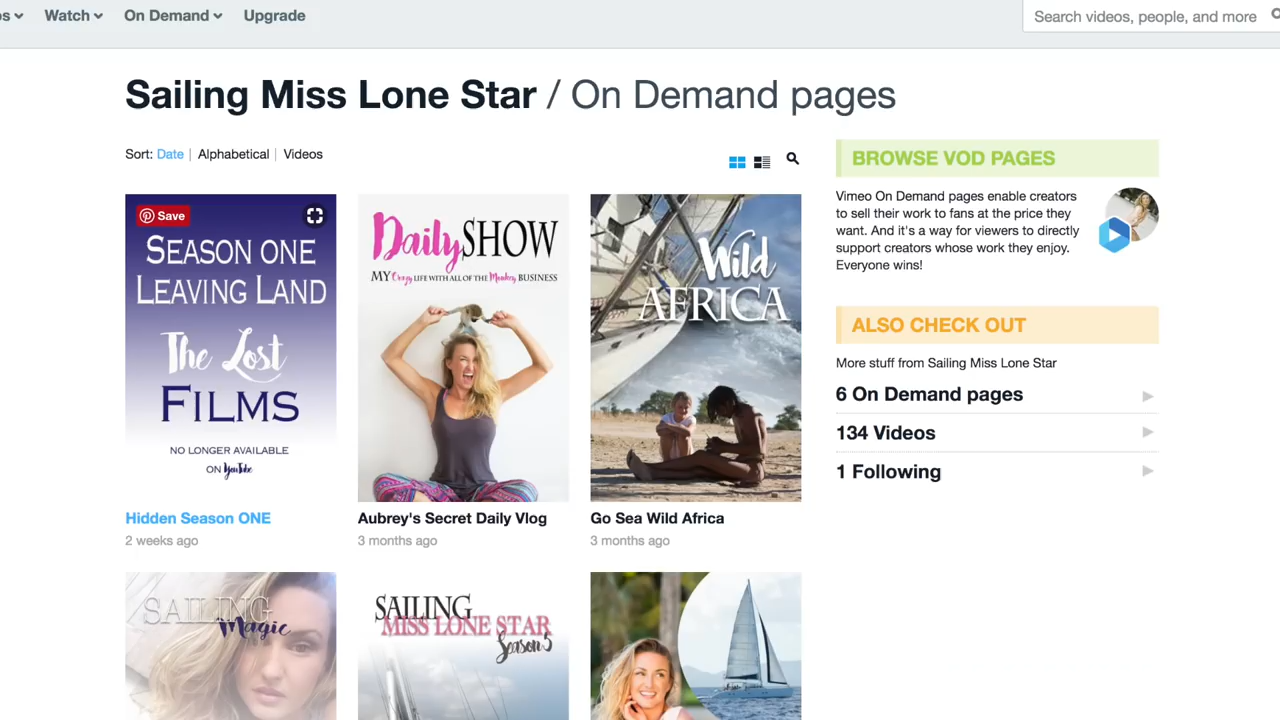 Watch
On Demand
Upgrade
Search videos, people, and more
Sailing Miss Lone Star / On Demand pages
Sort: Date | Alphabetical | Videos
Save
SEASON ONE
LEAVING LAND
The Lost
FILMS
NO LONGER AVAILABLE
ON YouTube
Hidden Season ONE
2 weeks ago
Daily SHOW
MY Crazy LIFE WITH ALL OF THE Monkey BUSINESS
Aubrey's Secret Daily Vlog
3 months ago
Wild
AFRICA
Go Sea Wild Africa
3 months ago
SAILING
Magic
SAILING
MISS LONE STAR
Season 5
BROWSE VOD PAGES
Vimeo On Demand pages enable creators
to sell their work to fans at the price they
want. And it's a way for viewers to directly
support creators whose work they enjoy.
Everyone wins!
ALSO CHECK OUT
More stuff from Sailing Miss Lone Star
6 On Demand pages
134 Videos
1 Following